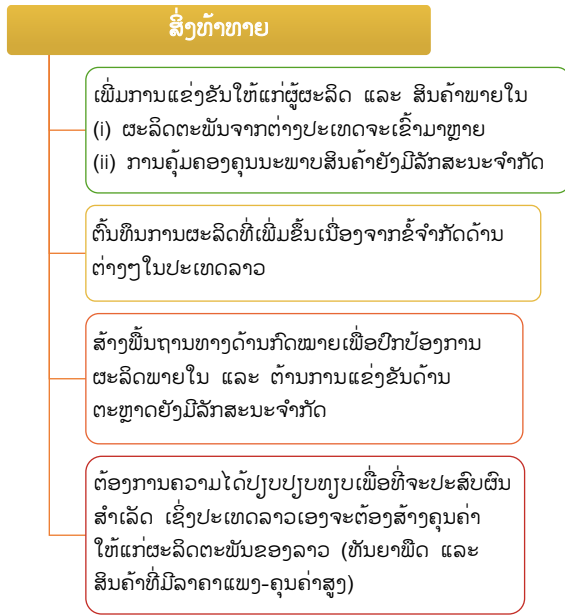 ສິ່ງທ້າທາຍ
ເພີ່ມການແຂ່ງຂັນໃຫ້ແກ່ຜູ້ຜະລິດ ແລະ ສິນຄ້າພາຍໃນ
(i) ຜະລິດຕະພັນຈາກຕ່າງປະເທດຈະເຂົ້າມາຫຼາຍ
(ii) ການຄຸ້ມຄອງຄຸນນະພາບສິນຄ້າຍັງມີລັກສະນະຈຳກັດ
ຕົ້ນທຶນການຜະລິດທີ່ເພີ່ມຂຶ້ນເນື່ອງຈາກຂໍ້ຈຳກັດດ້ານ
ຕ່າງໆໃນປະເທດລາວ
ສ້າງພື້ນຖານທາງດ້ານກົດໝາຍເພື່ອປົກປ້ອງການ
ຜະລິດພາຍໃນ ແລະ ຕ້ານການແຂ່ງຂັນດ້ານ
ຕະຫຼາດຍັງມີລັກສະນະຈຳກັດ
ຕ້ອງການຄວາມໄດ້ປຽບປຽບທຽບເພື່ອທີ່ຈະປະສົບຜົນ
ສຳເລັດ ເຊິ່ງປະເທດລາວເອງຈະຕ້ອງສ້າງຄຸນຄ່າ
ໃຫ້ແກ່ຜະລິດຕະພັນຂອງລາວ (ທັນຍາພືດ ແລະ
ສິນຄ້າທີ່ມີລາຄາແພງ-ຄຸນຄ່າສູງ)